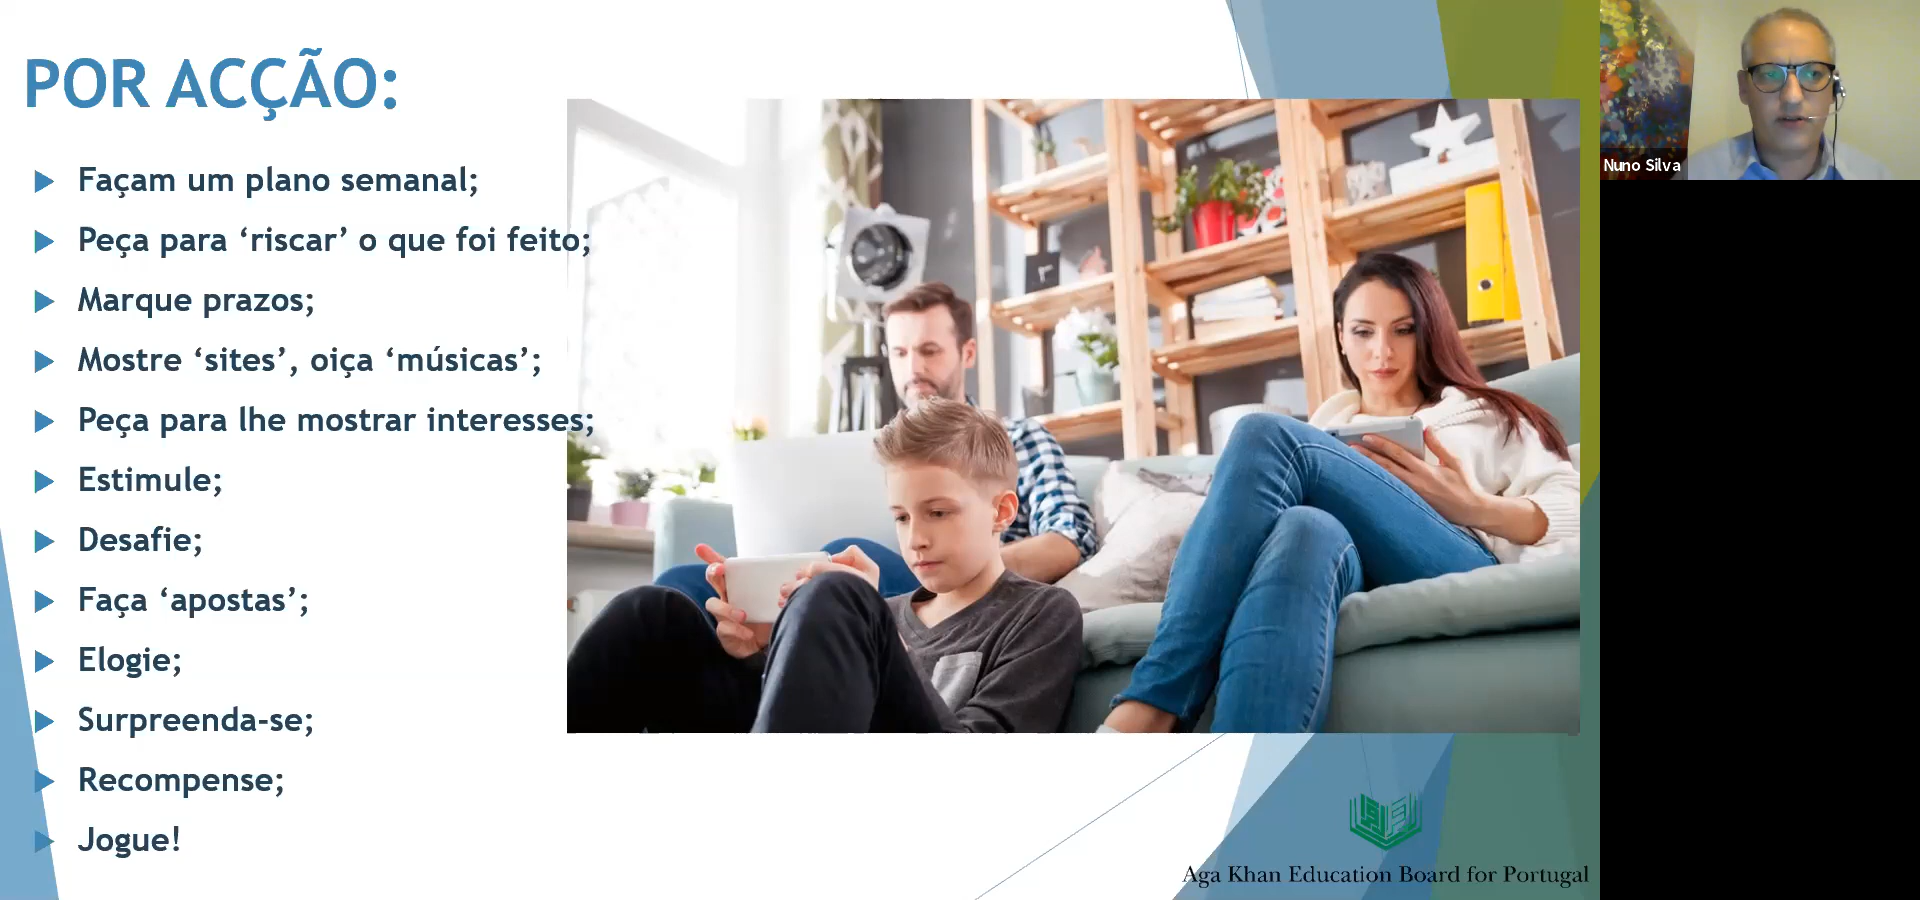 POR ACÇÃO:
Façam um plano semanal;
Peça para ‘riscar’ o que foi feito;
Marque prazos;
Mostre ‘sites’, oiça ‘músicas’;
Peça para lhe mostrar interesses;
Estimule;
Desafie;
Faça ‘apostas’;
Elogie;
Surpreenda-se;
Recompense;
Jogue!
Aga Khan Education Board for Portugal
Nuno Silva